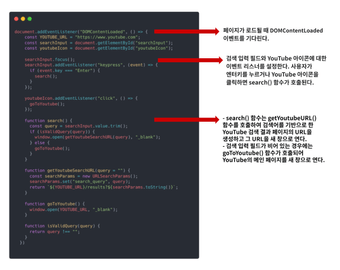 document.addEventListener("DOMContentLoaded", () => {
const YOUTUBE_URL = "https://www.youtube.com";
const searchInput = document.getElementById("searchInput");
const youtubeIcon = document.getElementById("youtubeIcon");
searchInput.focus();
searchInput.addEventListener("keypress", (event) => {
if (event.key === "Enter") {
search();
}
});
youtubeIcon.addEventListener("click", () => {
goToYoutube();
});
function search() {
const query = searchInput.value.trim();
if (isValidQuery(query)) {
window.open(getYoutubeSearchURL(query), "_blank");
} else {
goToYoutube();
}
}
function getYoutubeSearchURL(query = "") {
const searchParams = new URLSearchParams();
searchParams.set("search_query", query);
return `${YOUTUBE_URL}/results?${searchParams.toString()}`;
}
function goToYoutube() {
window.open(YOUTUBE_URL, "_blank");
}
function isValidQuery(query) {
return query !== "";
}
});
페이지가 로드될 때 DOMContentLoaded
이벤트를 기다린다.
검색 입력 필드와 YouTube 아이콘에 대한
이벤트 리스너를 설정한다. 사용자가
엔터키를 누르거나 YouTube 아이콘을
클릭하면 search() 함수가 호출된다.
- search() 함수는 getYoutubeURL()
함수를 호출하여 검색어를 기반으로 한
YouTube 검색 결과 페이지의 URL을
생성하고 그 URL을 새 창으로 연다.
- 검색 입력 필드가 비어 있는 경우에는
goToYoutube() 함수가 호출되어
YouTube의 메인 페이지를 새 창으로 연다.